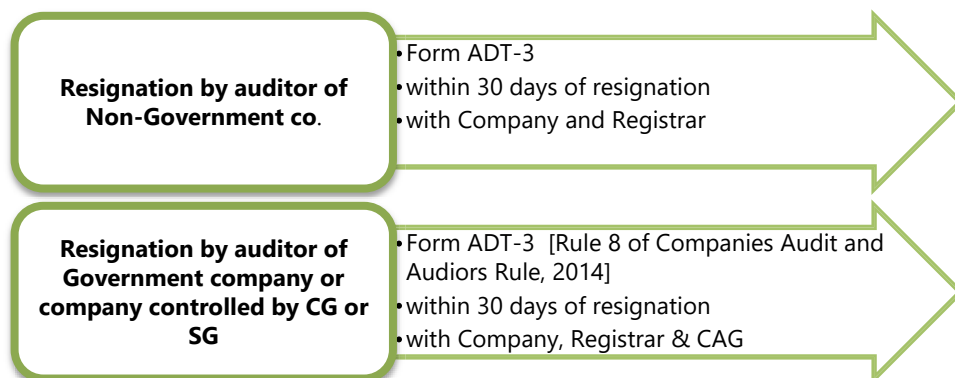 Resignation by auditor of
Non-Government co.
•Form ADT-3
•within 30 days of resignation
•with Company and Registrar
Resignation by auditor of
Government company or
company controlled by CG or
SG
•Form ADT-3 [Rule 8 of Companies Audit and
Audiors Rule, 2014]
•within 30 days of resignation
•with Company, Registrar & CAG